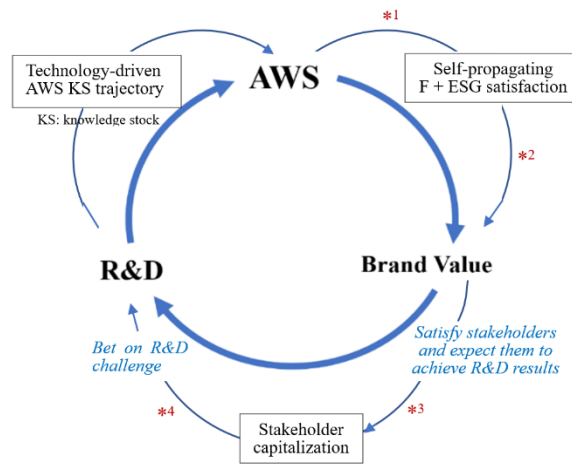 *1
Technology-driven
AWS KS trajectory
KS: knowledge stock
AWS
Self-propagating
F + ESG satisfaction
*2
R&D
Brand Value
Bet on R&D
challenge
Satisfy stakeholders
and expect them to
achieve R&D results
*4
*3
Stakeholder
capitalization